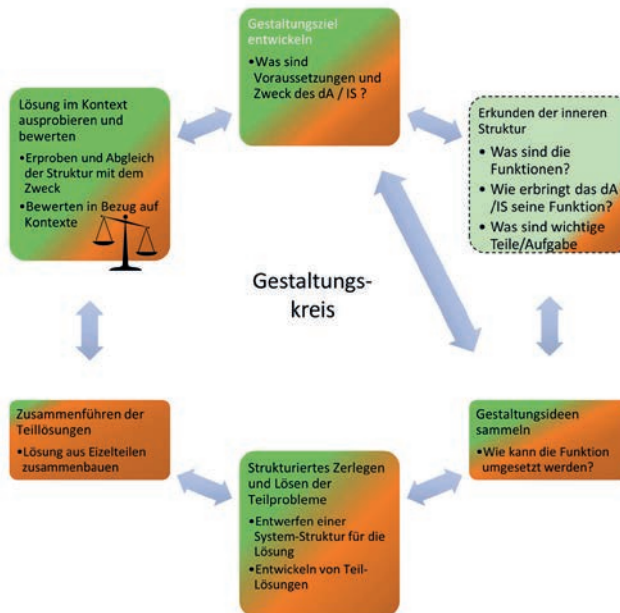 Gestaltungsziel
entwickeln
•Was sind
Voraussetzungen und
Zweck des dA / IS ?
Lösung im Kontext
ausprobieren und
bewerten
•Erproben und Abgleich
der Struktur mit dem
Zweck
•Bewerten in Bezug auf
Kontexte
Erkunden der inneren
Struktur
• Was sind die
Funktionen?
• Wie erbringt das dA
/IS seine Funktion?
• Was sind wichtige
Teile/Aufgabe
Gestaltungs-
kreis
Zusammenführen der
Teillösungen
•Lösung aus Eizelteilen
zusammenbauen
Strukturiertes Zerlegen
und Lösen der
Teilprobleme
•Entwerfen einer
System-Struktur für die
Lösung
•Entwickeln von Teil-
Lösungen
Gestaltungsideen
sammeln
•Wie kann die Funktion
umgesetzt werden?